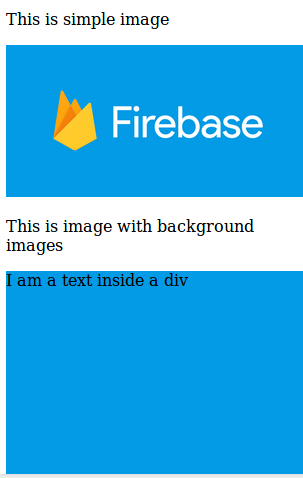 This is simple image
Firebase
This is image with background
images
I am a text inside a div